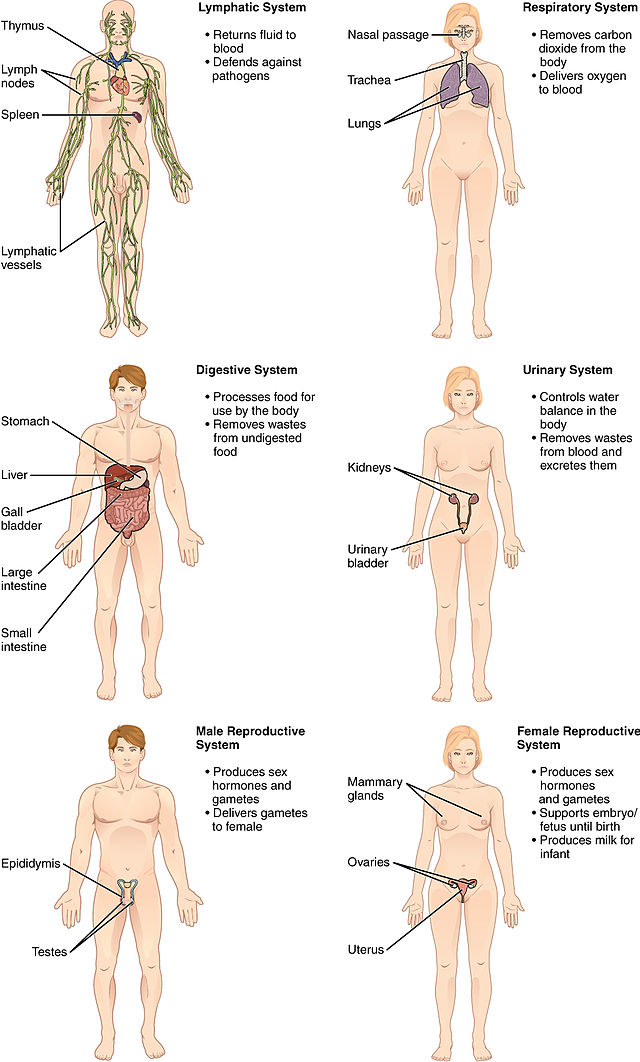 Lymphatic System
• Returns fluid to
blood
• Defends against
pathogens
Thymus
Lymph
nodes
Spleen
Lymphatic
vessels
Respiratory System
• Removes carbon
dioxide from the
body
• Delivers oxygen
to blood
Nasal passage
Trachea
Lungs
Digestive System
• Processes food for
use by the body
• Removes wastes
from undigested
food
Stomach
Liver
Gall
bladder
Large
intestine
Small
intestine
Urinary System
• Controls water
balance in the
body
• Removes wastes
from blood and
excretes them
Kidneys
Urinary
bladder
Male Reproductive
System
• Produces sex
hormones and
gametes
• Delivers gametes
to female
Epididymis
Testes
Female Reproductive
System
• Produces sex
hormones
and gametes
• Supports embryo/
fetus until birth
• Produces milk for
infant
Mammary
glands
Ovaries
Uterus